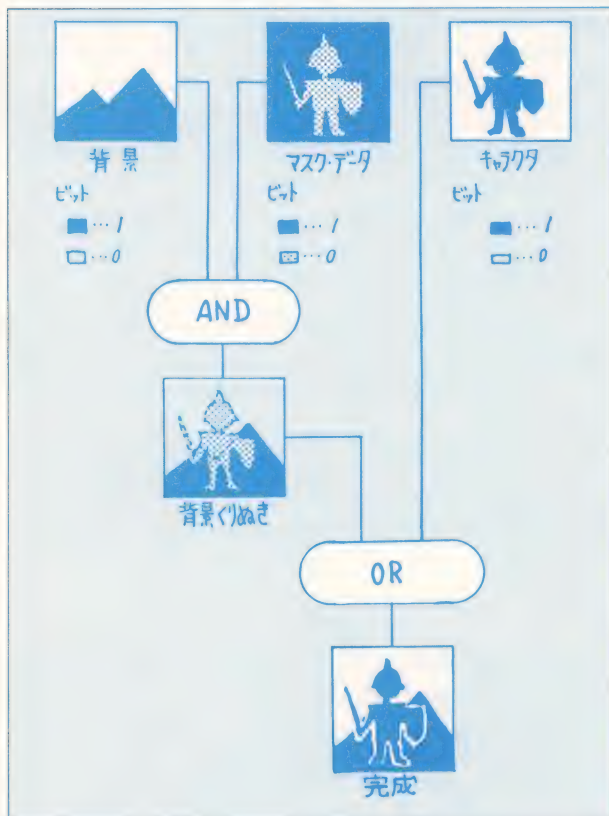 背景
マスク・データ
キャラクタ
ビット
■…1
□…0
ビット
■…1
▨…0
ビット
■…1
□…0
AND
背景くりぬき
OR
完成